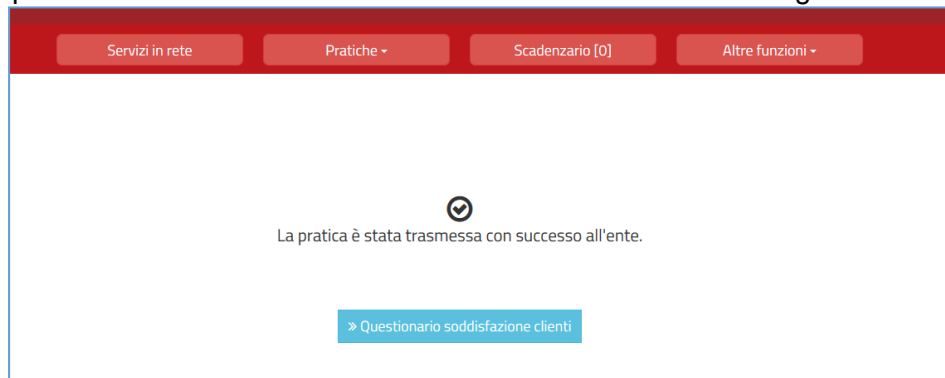 Servizi in rete
Pratiche
Scadenzario [0]
Altre funzioni
La pratica è stata trasmessa con successo all'ente.
» Questionario soddisfazione clienti